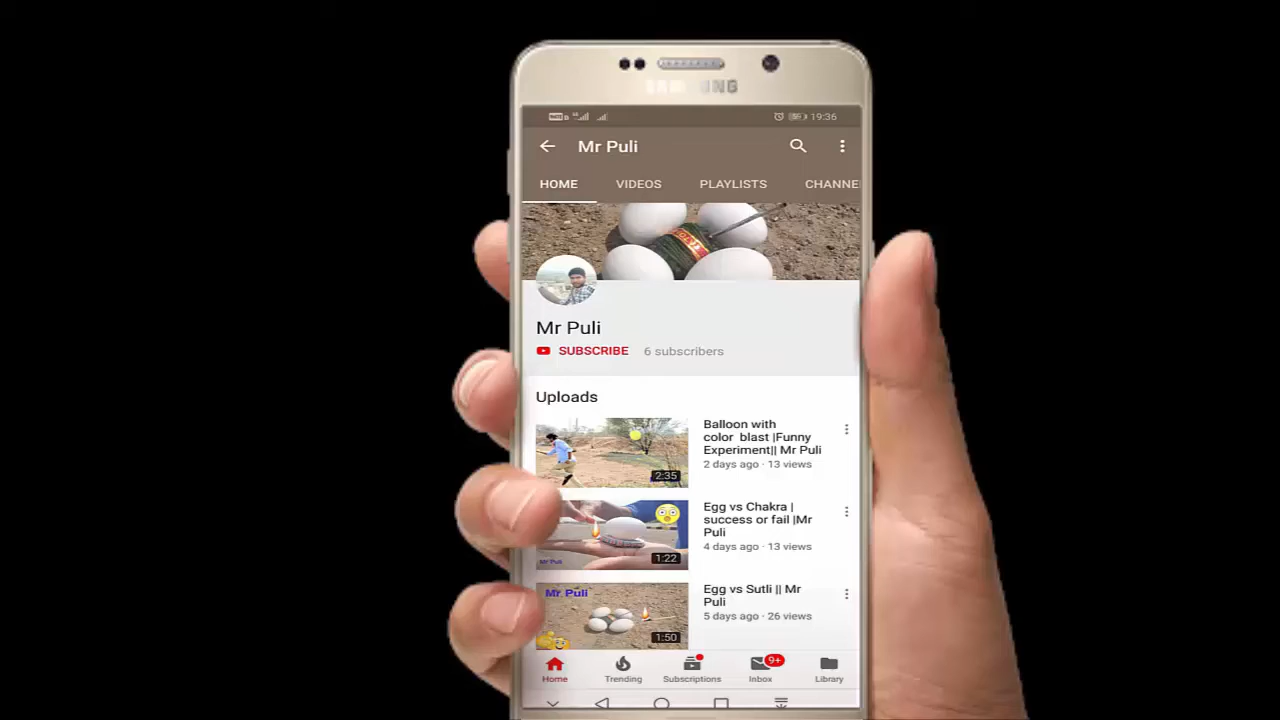 SAMSUNG
19:36
Mr Puli
HOME VIDEOS PLAYLISTS CHANNE
Mr Puli
SUBSCRIBE 6 subscribers
Uploads
Balloon with
color blast |Funny
Experiment|| Mr Puli
2 days ago · 13 views
2:35
Egg vs Chakra |
success or fail |Mr
Puli
4 days ago · 13 views
Mr Puli
1:22
Mr Puli
Egg vs Sutli || Mr
Puli
5 days ago · 26 views
1:50
9+
Home Trending Subscriptions Inbox Library